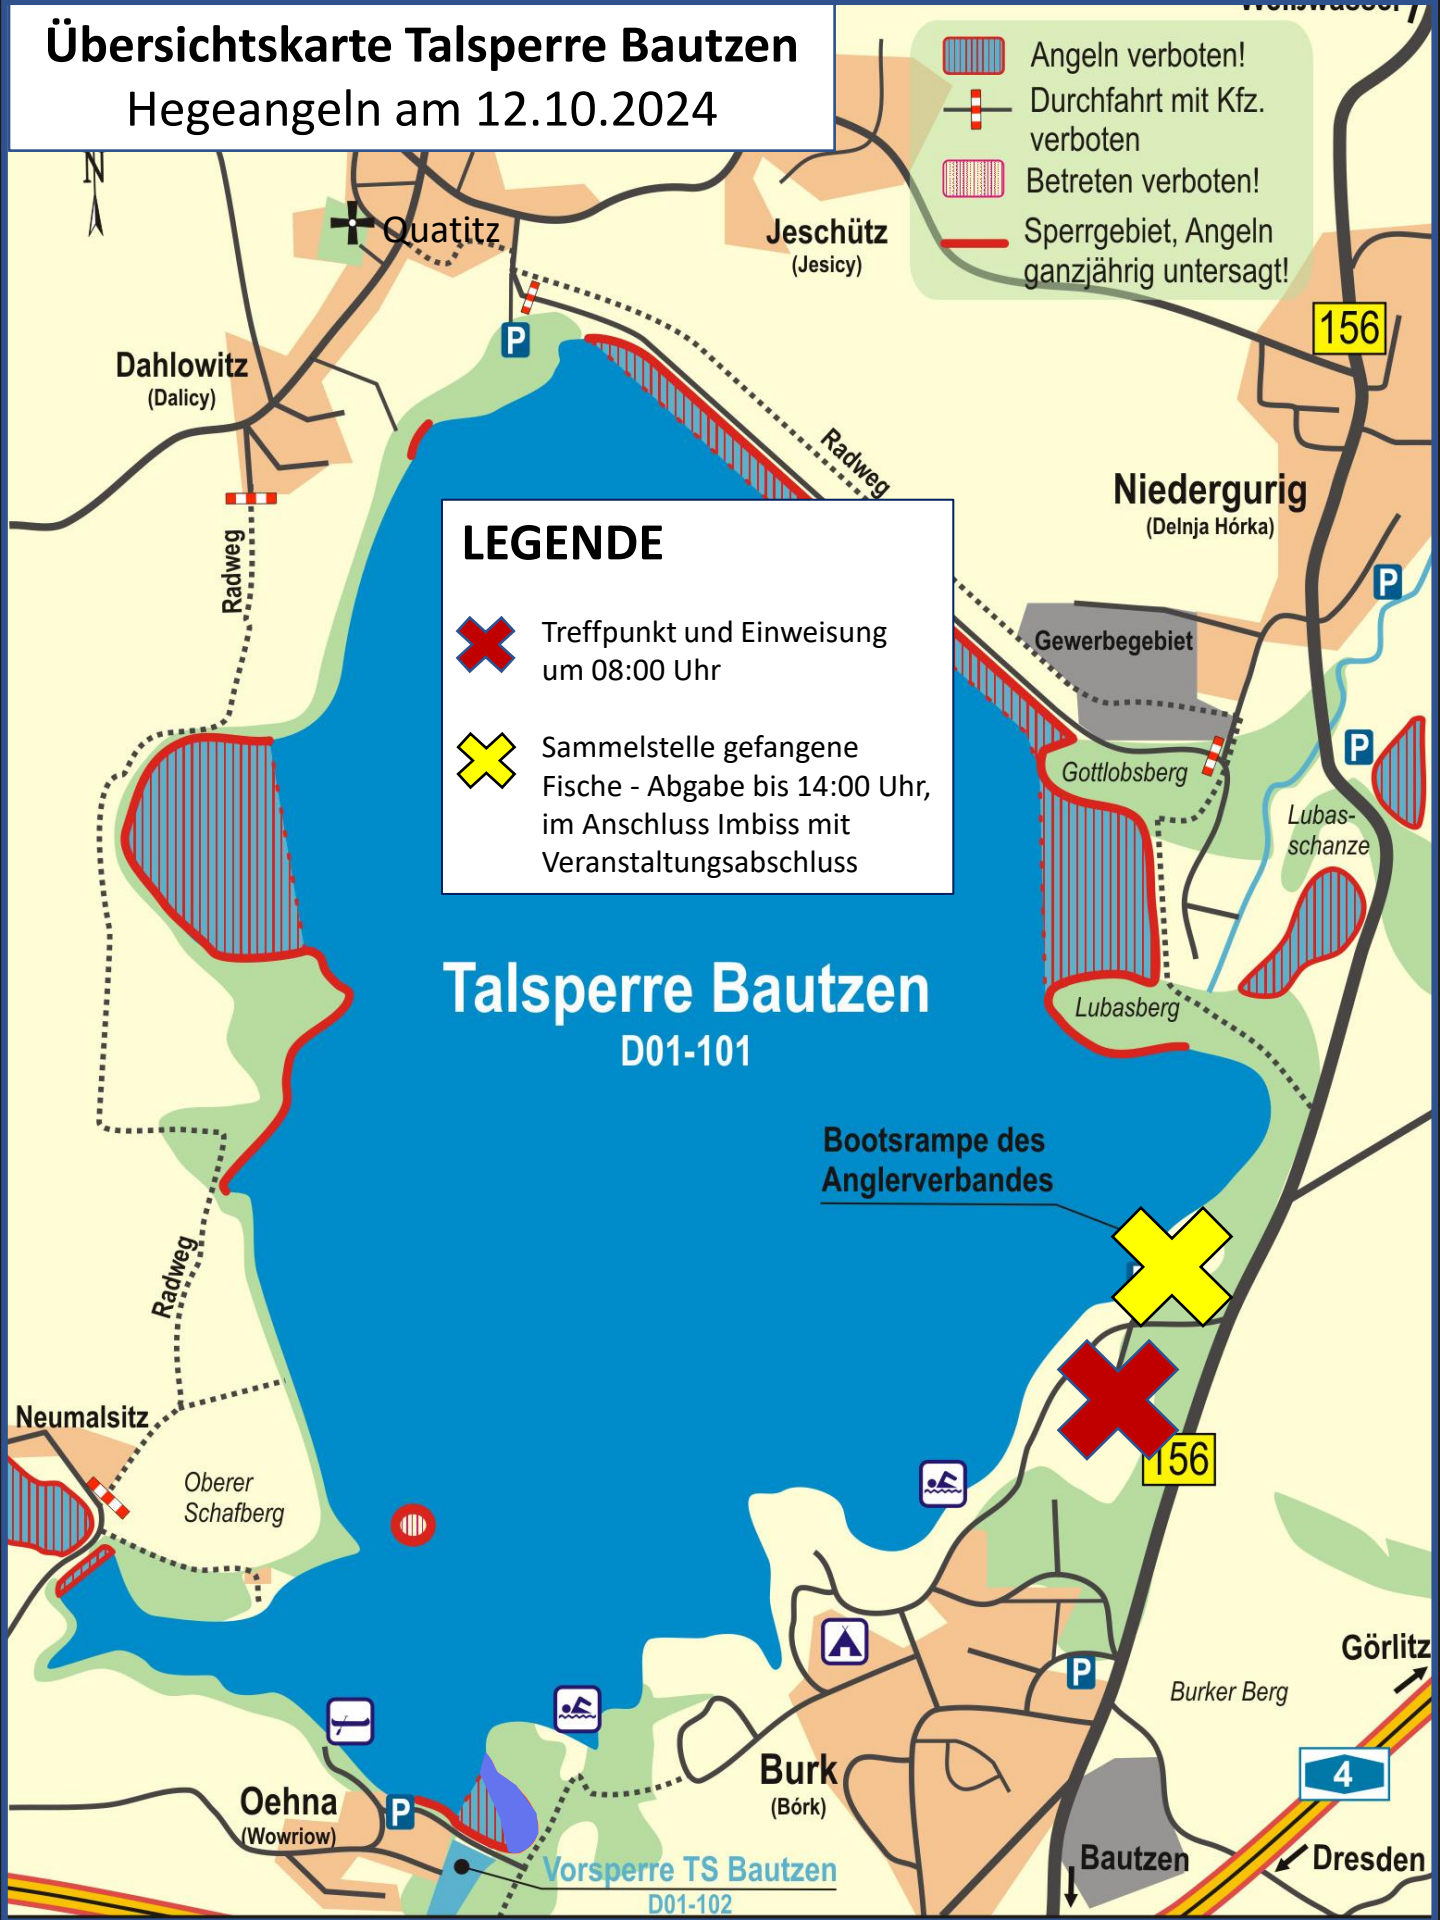 Übersichtskarte Talsperre Bautzen
Hegeangeln am 12.10.2024
Angeln verboten!
Durchfahrt mit Kfz.
verboten
Betreten verboten!
Sperrgebiet, Angeln
ganzjährig untersagt!
N
Quatitz
Jeschütz
(Jesicy)
156
P
Dahlowitz
(Dalicy)
Radweg
Radweg
Niedergurig
(Delnja Hórka)
P
LEGENDE
Treffpunkt und Einweisung
um 08:00 Uhr
Sammelstelle gefangene
Fische - Abgabe bis 14:00 Uhr,
im Anschluss Imbiss mit
Veranstaltungsabschluss
Gewerbegebiet
P
Gottlobsberg
Lubas-
schanze
Talsperre Bautzen
D01-101
Lubasberg
Bootsrampe des
Anglerverbandes
Radweg
Neumalsitz
156
Oberer
Schafberg
Görlitz
P
Burker Berg
Burk
(Bórk)
4
Oehna
(Wowriow)
P
Bautzen
Dresden
Vorsperre TS Bautzen
D01-102